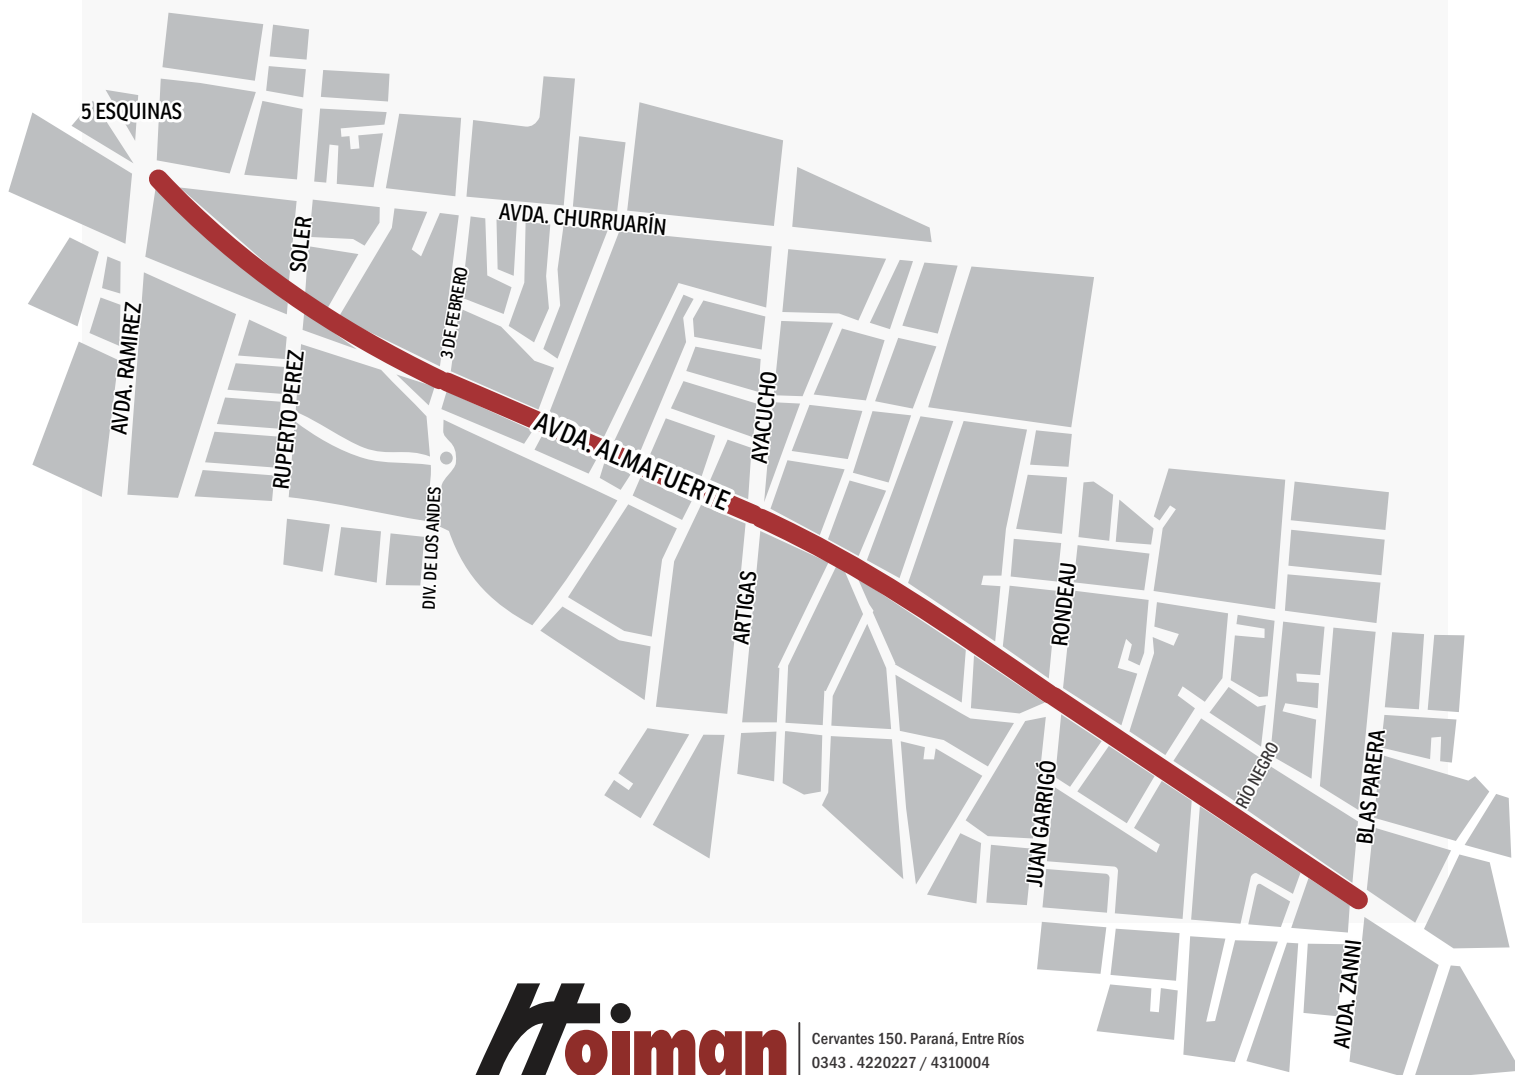 5 ESQUINAS
AVDA. CHURRUARÍN
SOLER
3 DE FEBRERO
AVDA. RAMIREZ
RUPERTO PEREZ
AYACUCHO
AVDA. ALMAFUERTE
DIV. DE LOS ANDES
ARTIGAS
RONDEAU
RÍO NEGRO
BLAS PARERA
JUAN GARRIGÓ
AVDA. ZANNI
Hoiman
Cervantes 150. Paraná, Entre Ríos
0343 . 4220227 / 4310004